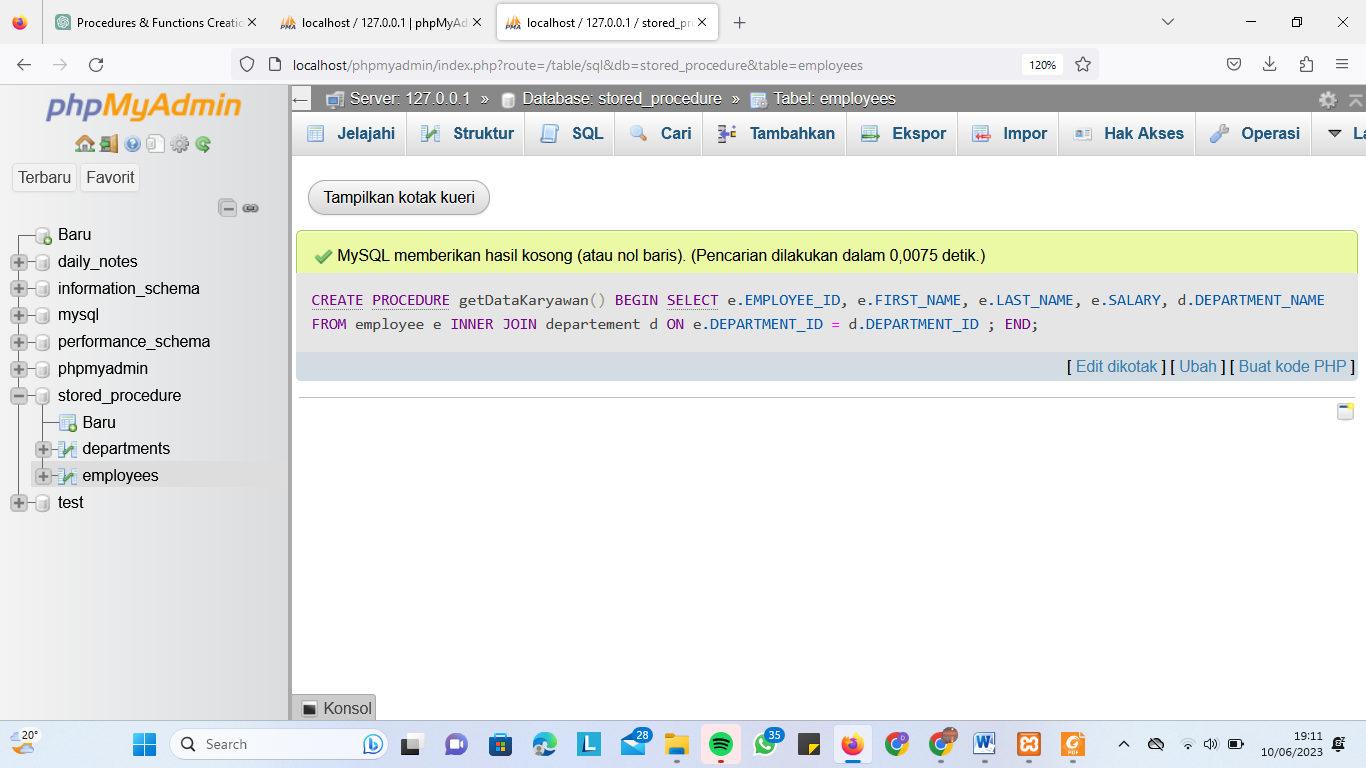 Procedures & Functions Creatio
localhost / 127.0.0.1 | phpMyAd
localhost / 127.0.0.1 / stored_pro
localhost/phpmyadmin/index.php?route=/table/sql&db=stored_procedure&table=employees
120%
phpMyAdmin
Terbaru
Favorit
Baru
daily_notes
information_schema
mysql
performance_schema
phpmyadmin
stored_procedure
Baru
departments
employees
test
Server: 127.0.0.1 » Database: stored_procedure » Tabel: employees
Jelajahi
Struktur
SQL
Cari
Tambahkan
Ekspor
Impor
Hak Akses
Operasi
La
Tampilkan kotak kueri
MySQL memberikan hasil kosong (atau nol baris). (Pencarian dilakukan dalam 0,0075 detik.)
CREATE PROCEDURE getDataKaryawan() BEGIN SELECT e.EMPLOYEE_ID, e.FIRST_NAME, e.LAST_NAME, e.SALARY, d.DEPARTMENT_NAME
FROM employee e INNER JOIN departement d ON e.DEPARTMENT_ID = d.DEPARTMENT_ID ; END;
[ Edit dikotak ] [ Ubah ] [ Buat kode PHP ]
Konsol
20°
Search
L
28
35
D
W
PDF
19:11
10/06/2023